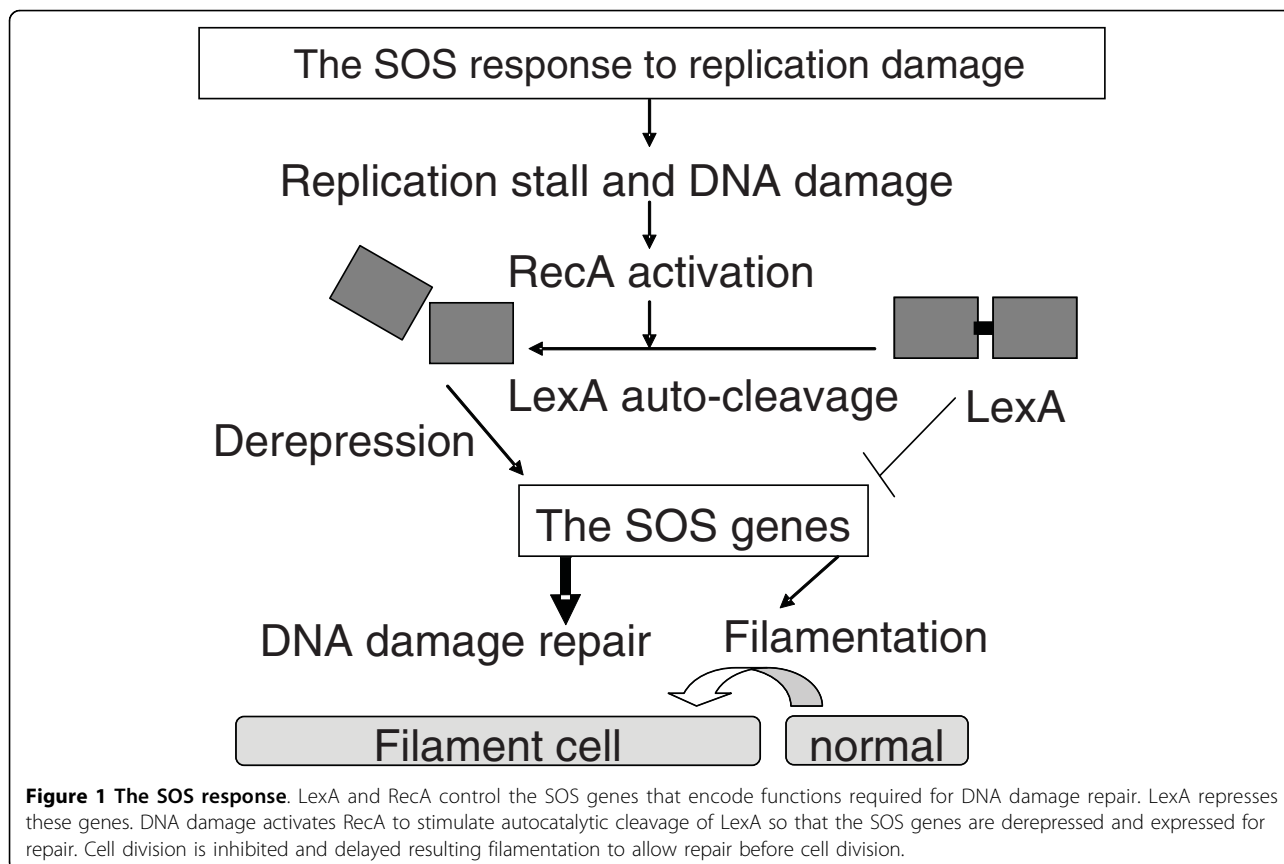 The SOS response to replication damage
Replication stall and DNA damage
RecA activation
LexA auto-cleavage
LexA
Derepression
The SOS genes
DNA damage repair
Filamentation
Filament cell
normal
Figure 1 The SOS response. LexA and RecA control the SOS genes that encode functions required for DNA damage repair. LexA represses
these genes. DNA damage activates RecA to stimulate autocatalytic cleavage of LexA so that the SOS genes are derepressed and expressed for
repair. Cell division is inhibited and delayed resulting filamentation to allow repair before cell division.